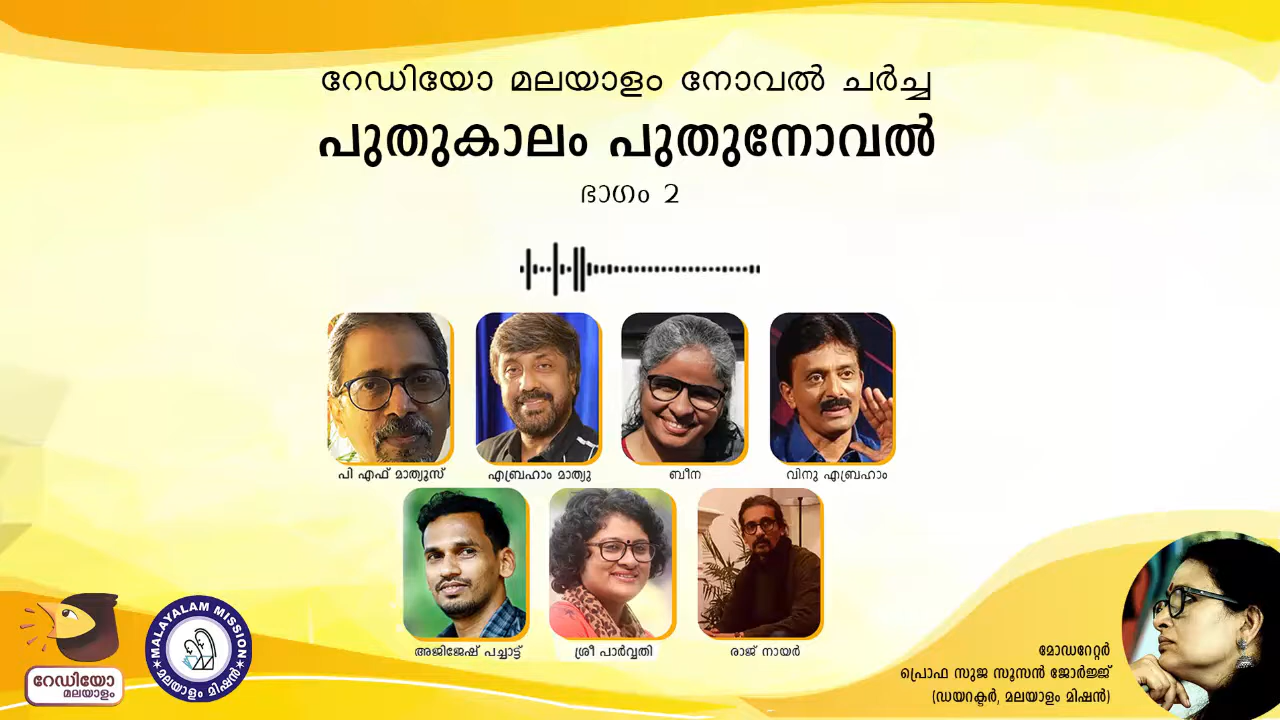 റേഡിയോ മലയാളം നോവൽ ചർച്ച
പുതുകാലം പുതുനോവൽ
ഭാഗം 2
പി എഫ് മാത്യൂസ്
എബ്രഹാം മാത്യു
ബീന
വിനു എബ്രഹാം
അജിജേഷ് പച്ചാട്ട്
ശ്രീ പാർവ്വതി
രാജ് നായർ
റേഡിയോ
മലയാളം
MALAYALAM MISSION
മലയാളം മിഷൻ
മോഡറേറ്റർ
പ്രൊഫ സുജ സൂസൻ ജോർജ്ജ്
(ഡയറക്ടർ, മലയാളം മിഷൻ)